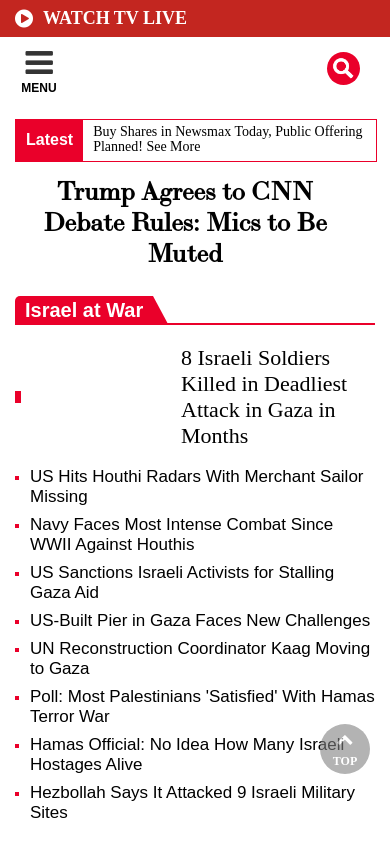 WATCH TV LIVE
MENU
Latest
Buy Shares in Newsmax Today, Public Offering
Planned! See More
Trump Agrees to CNN
Debate Rules: Mics to Be
Muted
Israel at War
8 Israeli Soldiers
Killed in Deadliest
Attack in Gaza in
Months
US Hits Houthi Radars With Merchant Sailor
Missing
Navy Faces Most Intense Combat Since
WWII Against Houthis
US Sanctions Israeli Activists for Stalling
Gaza Aid
US-Built Pier in Gaza Faces New Challenges
UN Reconstruction Coordinator Kaag Moving
to Gaza
Poll: Most Palestinians 'Satisfied' With Hamas
Terror War
Hamas Official: No Idea How Many Israeli
Hostages Alive
TOP
Hezbollah Says It Attacked 9 Israeli Military
Sites